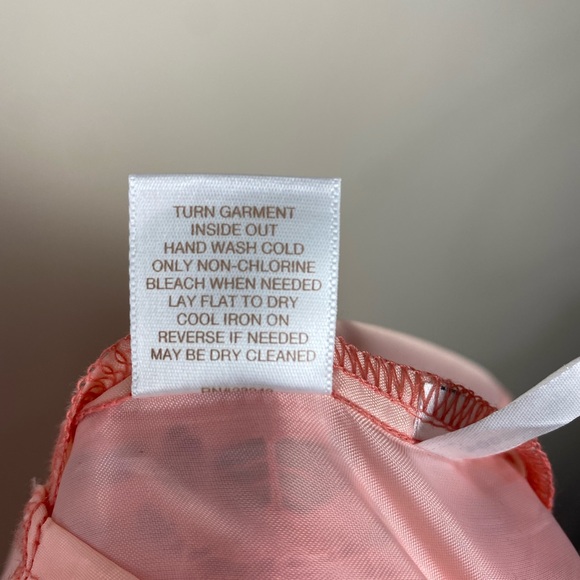 TURN GARMENT
INSIDE OUT
HAND WASH COLD
ONLY NON-CHLORINE
BLEACH WHEN NEEDED
LAY FLAT TO DRY
COOL IRON ON
REVERSE IF NEEDED
MAY BE DRY CLEANED